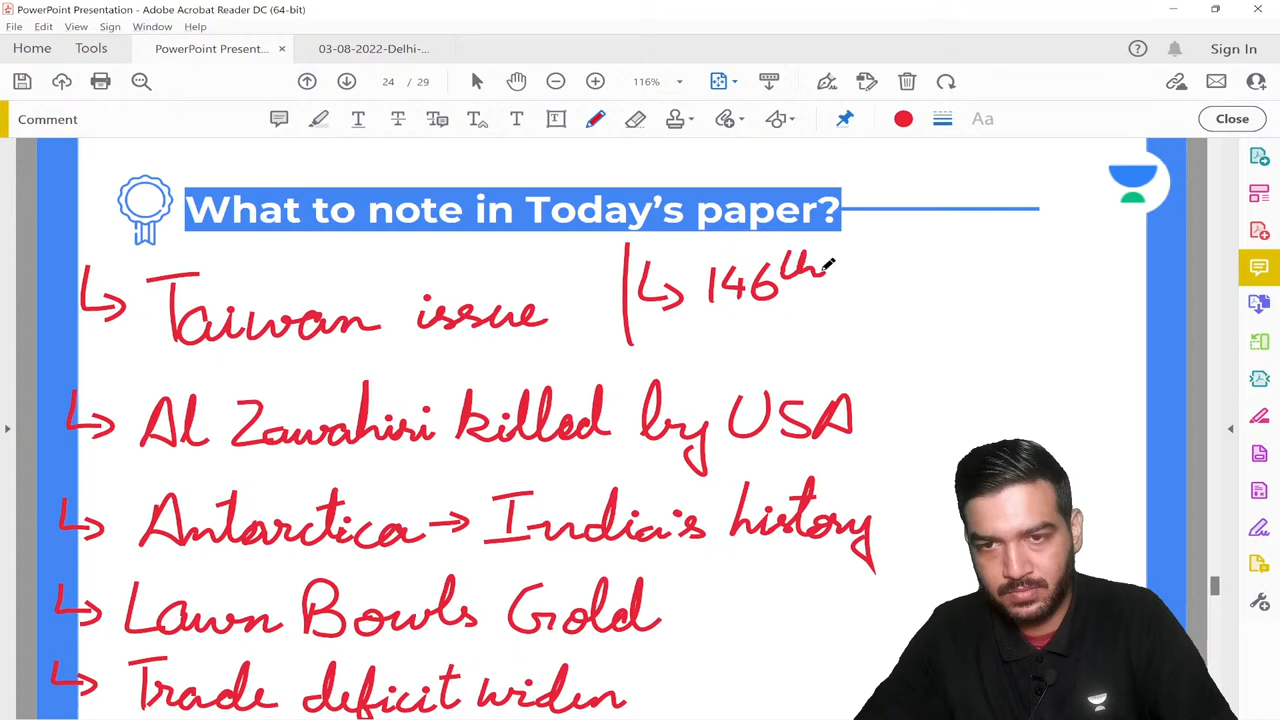 PowerPoint Presentation - Adobe Acrobat Reader DC (64-bit)
File Edit View Sign Window Help
Home Tools PowerPoint Present... × 03-08-2022-Delhi-... Sign In
24 / 29 116%
Comment Aa Close
What to note in Today's paper?
↳ Taiwan issue
↳ 146th
↳ Al Zawahiri killed by USA
↳ Antarctica → India's history
↳ Lawn Bowls Gold
↳ Trade deficit widen